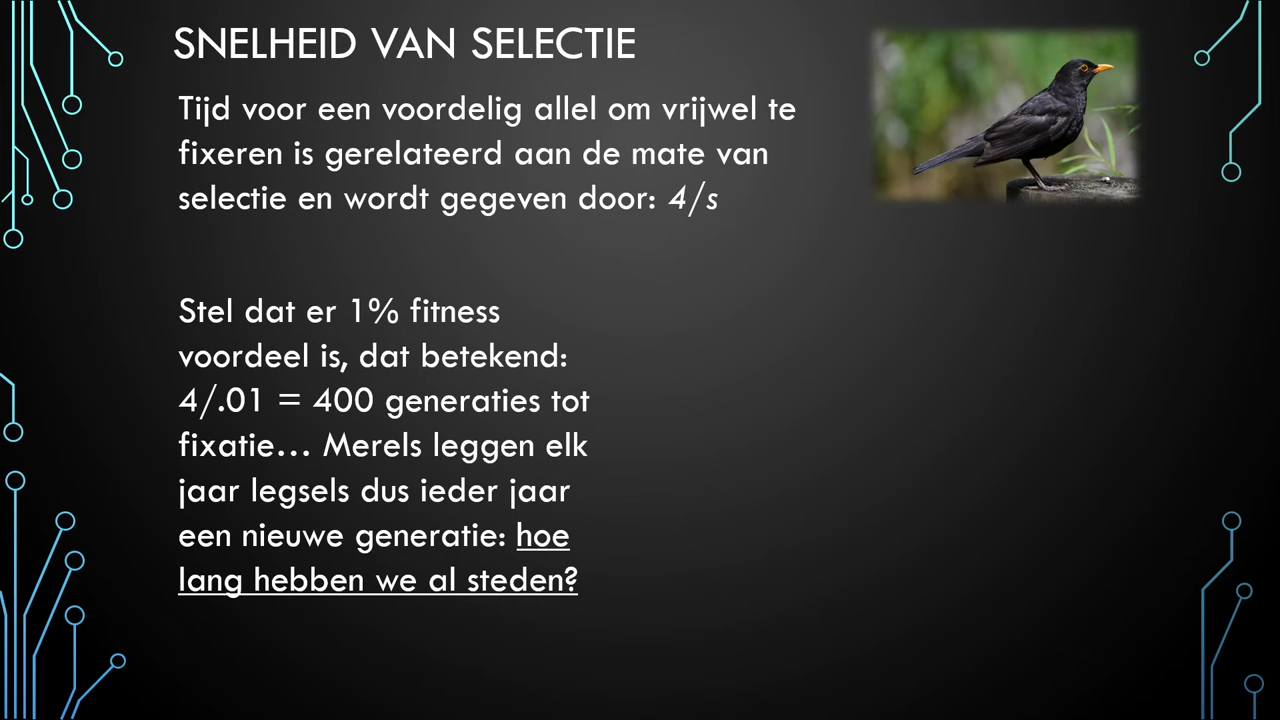 SNELHEID VAN SELECTIE
Tijd voor een voordelig allel om vrijwel te
fixeren is gerelateerd aan de mate van
selectie en wordt gegeven door: 4/s
Stel dat er 1% fitness
voordeel is, dat betekend:
4/.01 = 400 generaties tot
fixatie… Merels leggen elk
jaar legsels dus ieder jaar
een nieuwe generatie: hoe
lang hebben we al steden?